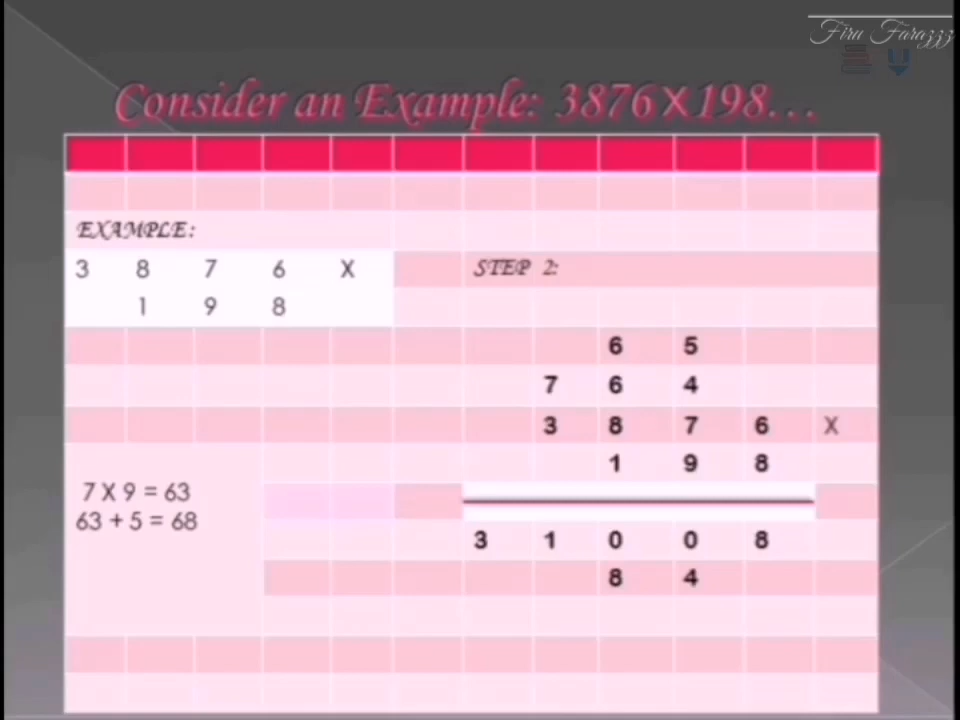 Firu Farazzz
Consider an Example: 3876X198...
EXAMPLE:
3 8 7 6 X
1 9 8
STEP 2:
6 5
7 6 4
3 8 7 6 X
1 9 8
7 X 9 = 63
63 + 5 = 68
3 1 0 0 8
8 4